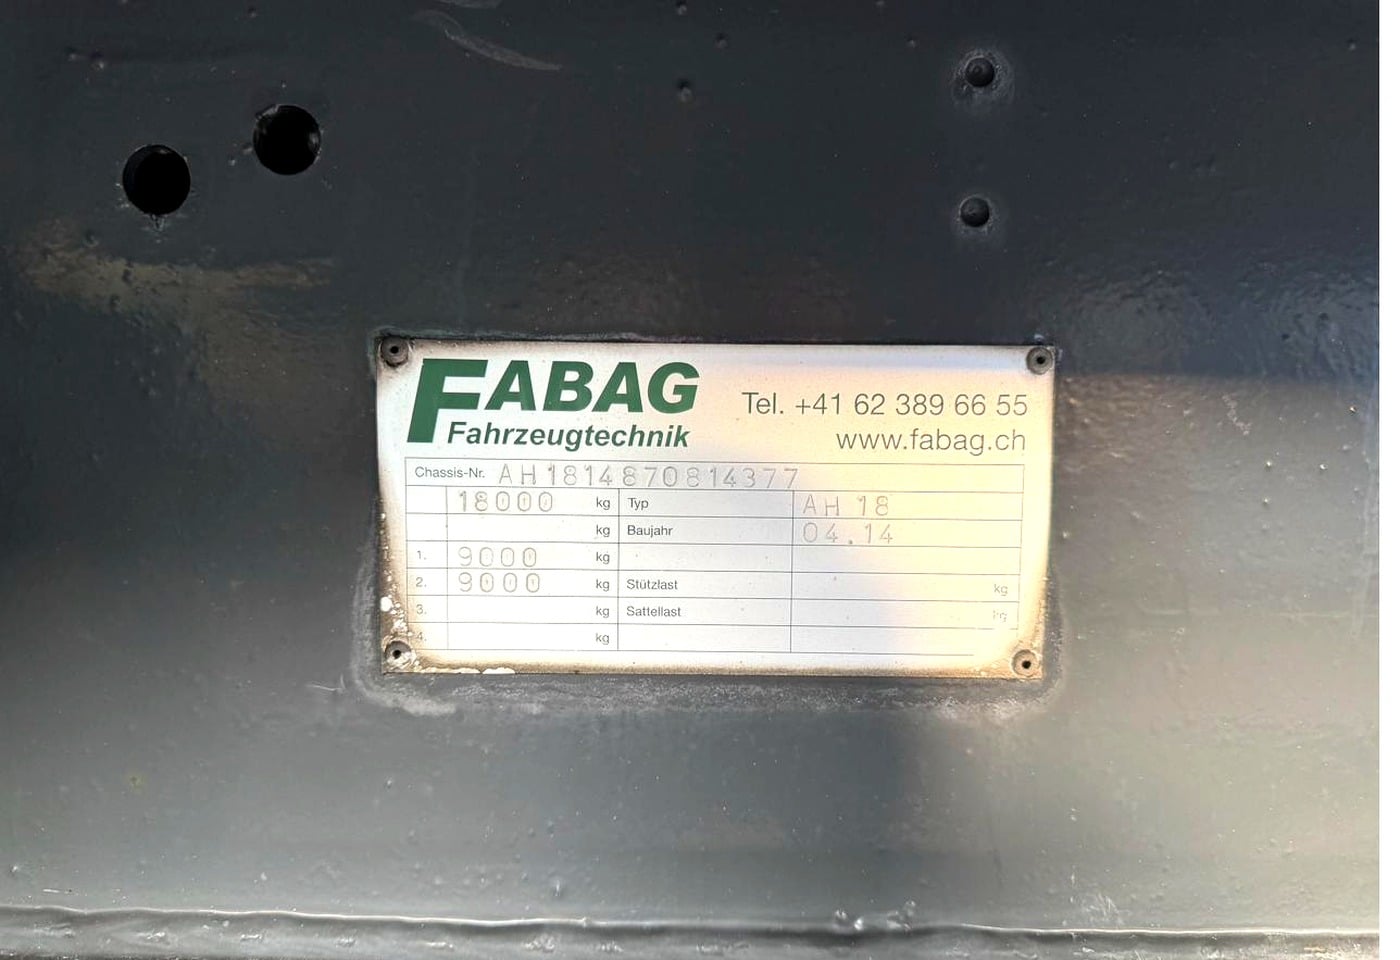 FABAG
Fahrzeugtechnik
Tel. +41 62 389 66 55
www.fabag.ch
Chassis-Nr. AH1814870814377
18000 kg Typ AH 18
kg Baujahr 04.14
1. 9000 kg
2. 9000 kg Stützlast kg
3. kg Sattellast kg
4. kg